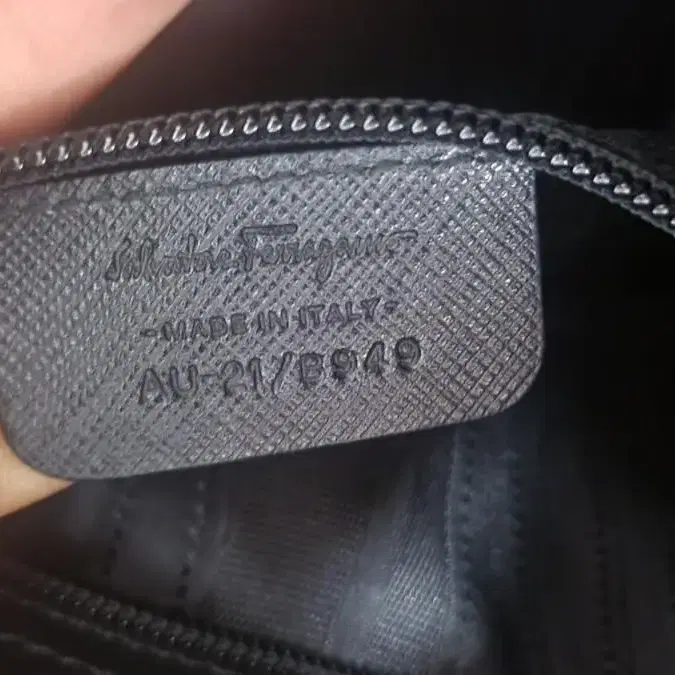 Salvatore Ferragamo
-MADE IN ITALY-
AU-21/B949